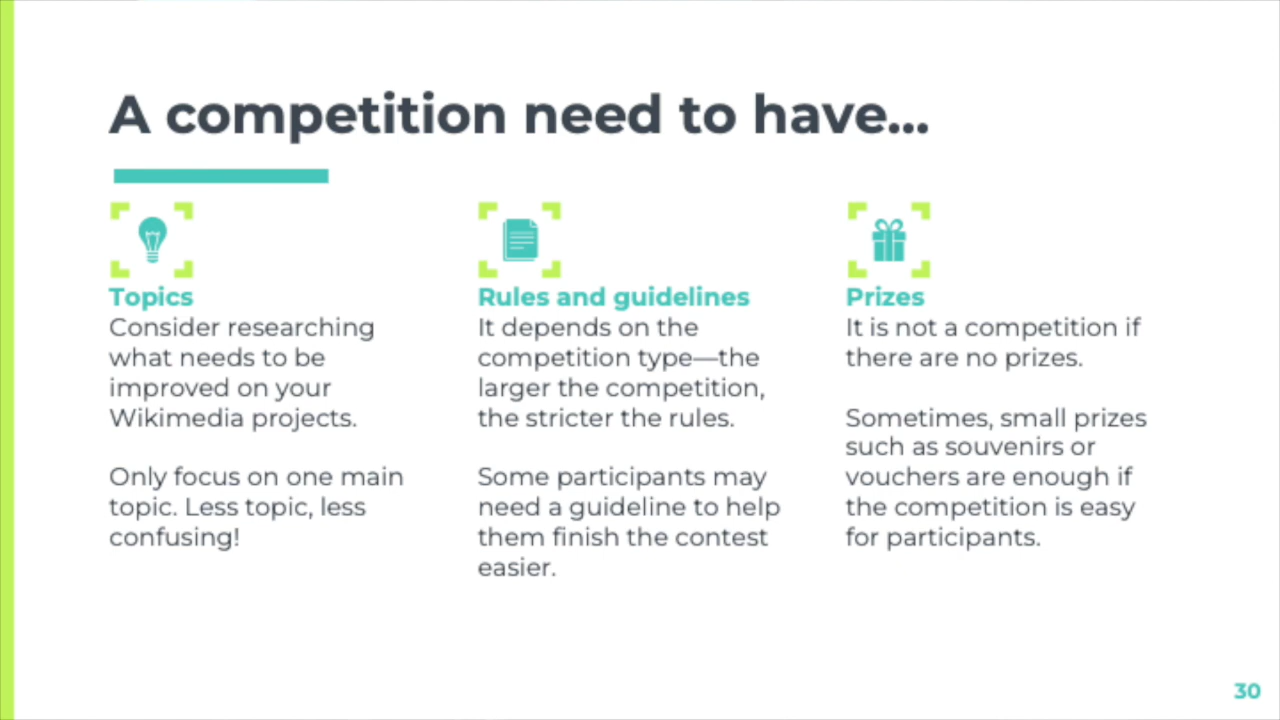 A competition need to have...
Topics
Consider researching
what needs to be
improved on your
Wikimedia projects.
Only focus on one main
topic. Less topic, less
confusing!
Rules and guidelines
It depends on the
competition type—the
larger the competition,
the stricter the rules.
Some participants may
need a guideline to help
them finish the contest
easier.
Prizes
It is not a competition if
there are no prizes.
Sometimes, small prizes
such as souvenirs or
vouchers are enough if
the competition is easy
for participants.
30